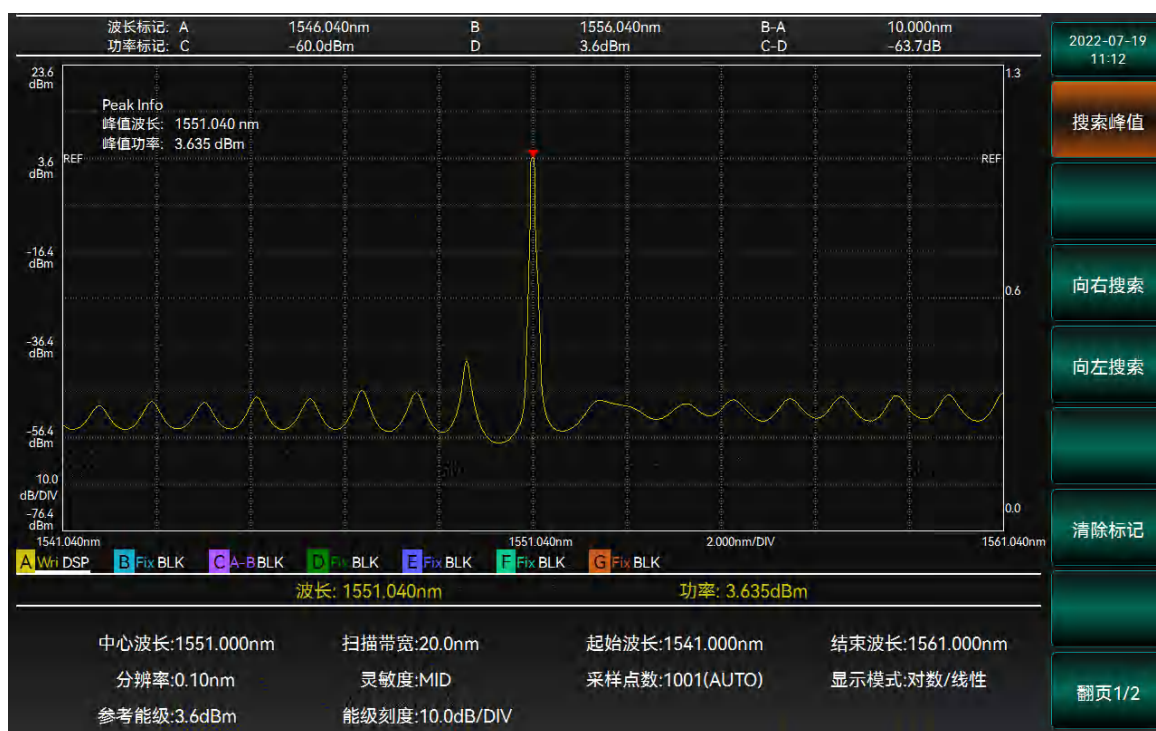 波长标记: A 1546.040nm B 1556.040nm B-A 10.000nm
功率标记: C -60.0dBm D 3.6dBm C-D -63.7dB
2022-07-19
11:12
23.6
dBm
1.3
Peak Info
峰值波长: 1551.040 nm
峰值功率: 3.635 dBm
搜索峰值
3.6
dBm
REF
REF
-16.4
dBm
0.6
向右搜索
-36.4
dBm
向左搜索
-56.4
dBm
10.0
dB/DIV
-76.4
dBm
0.0
清除标记
1541.040nm 1551.040nm 2.000nm/DIV 1561.040nm
A Wri DSP B Fix BLK C A-B BLK D Fix BLK E Fix BLK F Fix BLK G Fix BLK
波长: 1551.040nm 功率: 3.635dBm
中心波长:1551.000nm 扫描带宽:20.0nm 起始波长:1541.000nm 结束波长:1561.000nm
分辨率:0.10nm 灵敏度:MID 采样点数:1001(AUTO) 显示模式:对数/线性
参考能级:3.6dBm 能级刻度:10.0dB/DIV
翻页1/2